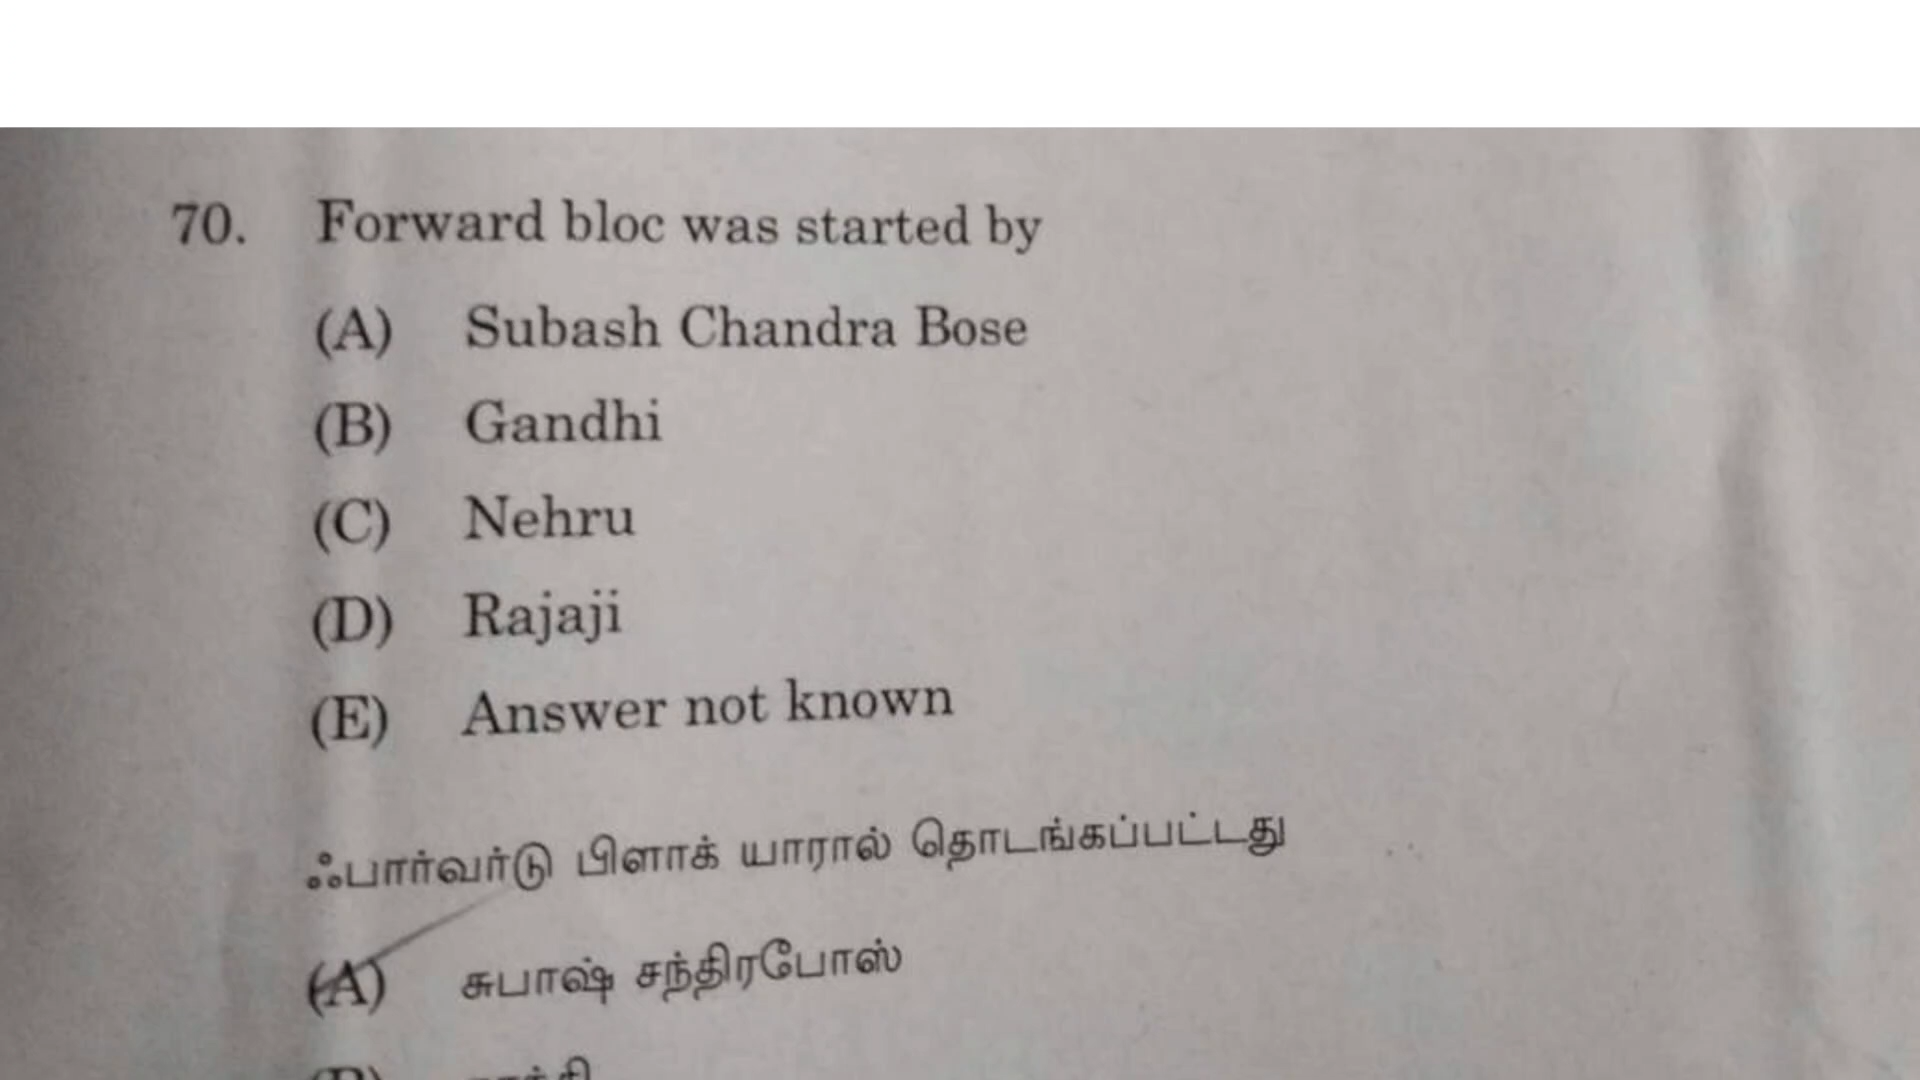 70. Forward bloc was started by
(A) Subash Chandra Bose
(B) Gandhi
(C) Nehru
(D) Rajaji
(E) Answer not known
ஃபார்வர்டு பிளாக் யாரால் தொடங்கப்பட்டது
(A) சுபாஷ் சந்திரபோஸ்